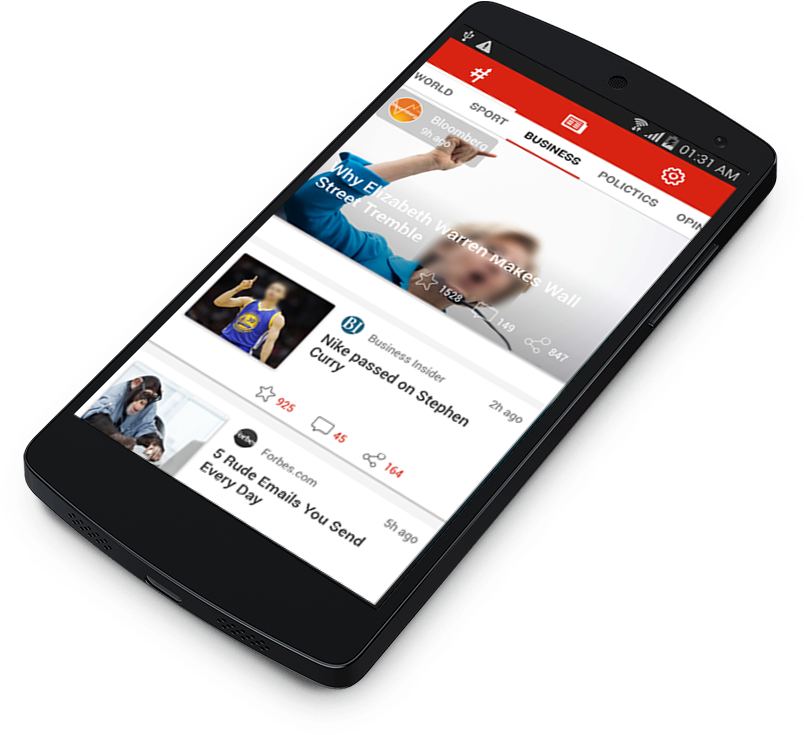 01:31 AM
#
WORLD
SPORT
BUSINESS
POLICTICS
OPIN
Bloomberg
9h ago
Why Elizabeth Warren Makes Wall
Street Tremble
1528
149
847
BI
Business Insider
2h ago
Nike passed on Stephen
Curry
925
45
164
Forbes
Forbes.com
5h ago
5 Rude Emails You Send
Every Day